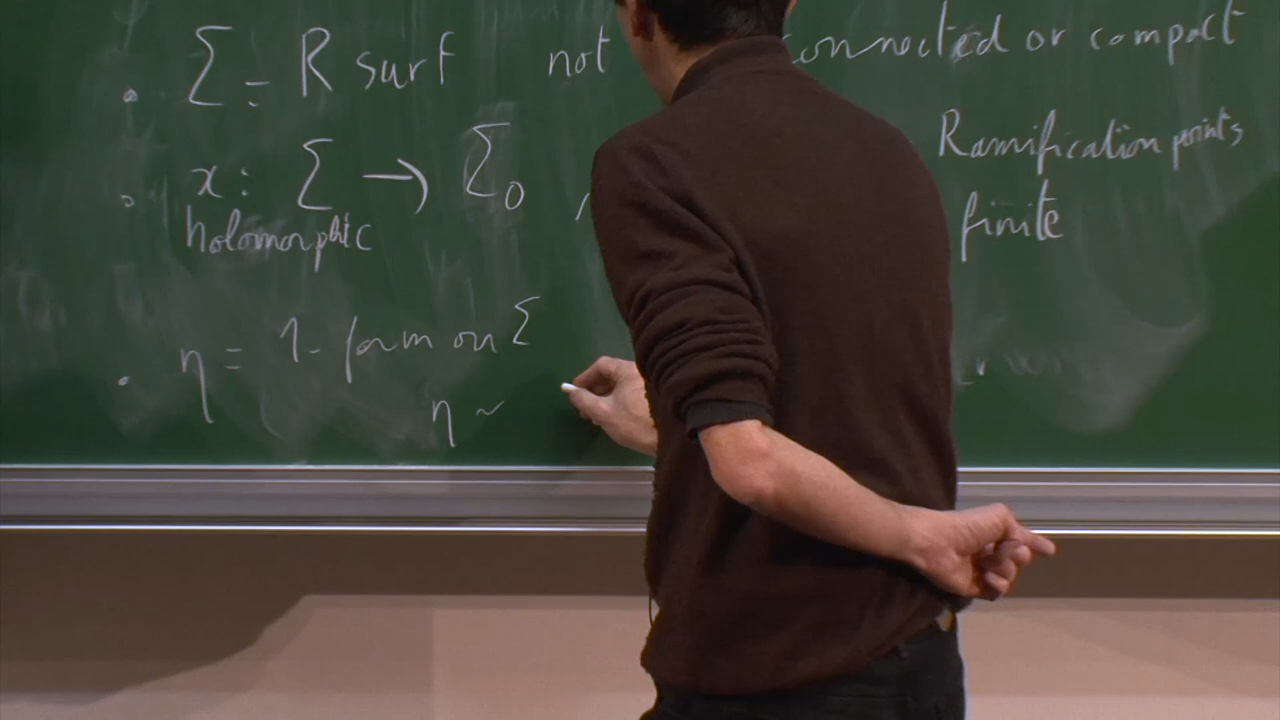 • Σ = R surf not connected or compact
• x: Σ → Σ₀ , Ramification points
holomorphic finite
• η = 1-form on Σ
η ~